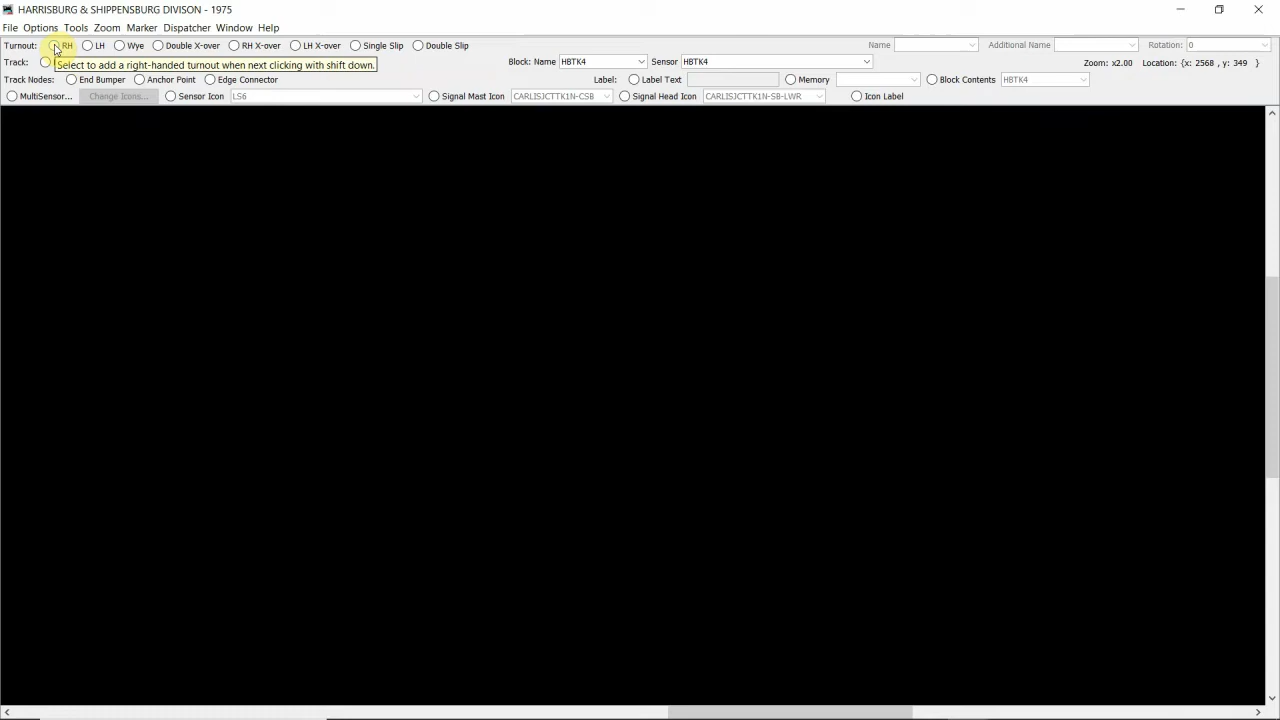 HARRISBURG & SHIPPENSBURG DIVISON - 1975
File Options Tools Zoom Marker Dispatcher Window Help
Turnout: RH LH Wye Double X-over RH X-over LH X-over Single Slip Double Slip Name Additional Name Rotation: 0
Track: Select to add a right-handed turnout when next clicking with shift down. Block: Name HBTK4 Sensor HBTK4 Zoom: x2.00 Location: {x: 2568 , y: 349 }
Track Nodes: End Bumper Anchor Point Edge Connector Label: Label Text Memory Block Contents HBTK4
MultiSensor... Change Icons... Sensor Icon LS6 Signal Mast Icon CARLISJCTTK1N-CSB Signal Head Icon CARLISJCTTK1N-SB-LWR Icon Label